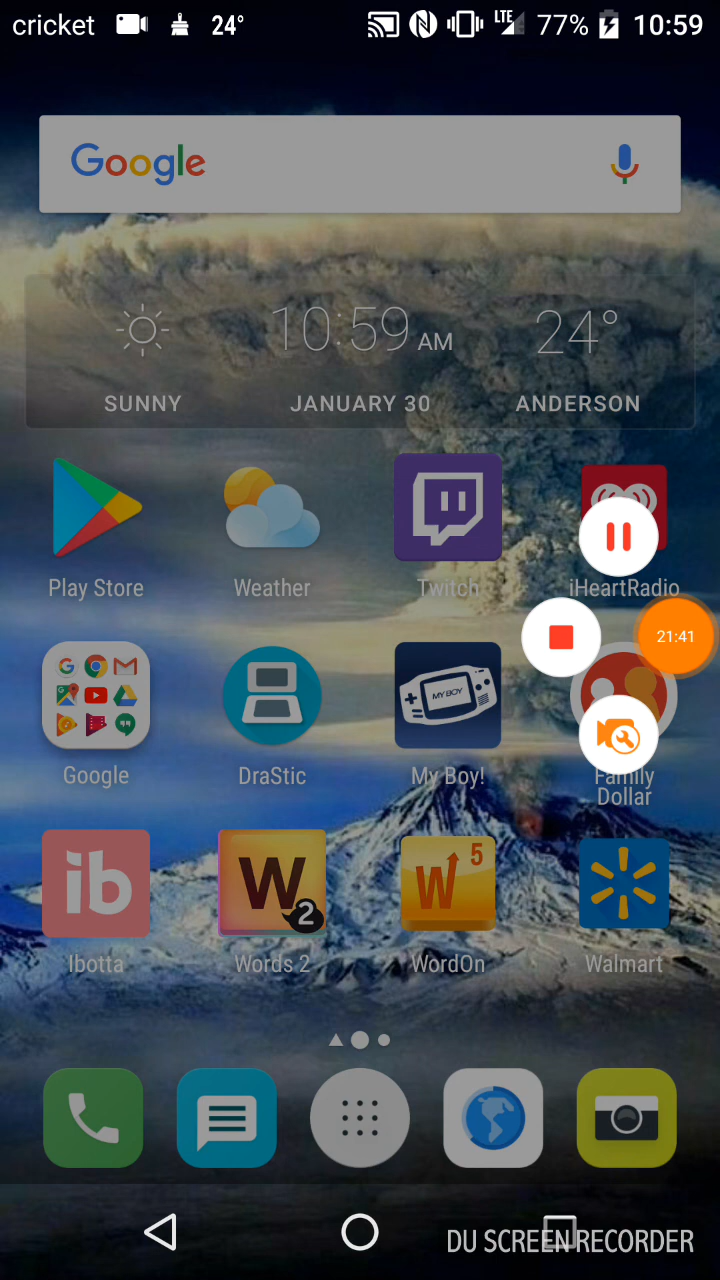 cricket 24° LTE 77% 10:59
Google
10:59 AM 24°
SUNNY JANUARY 30 ANDERSON
Play Store Weather Twitch iHeartRadio
21:41
MY BOY
Google DraStic My Boy! Family Dollar
ib W 2 W 5
Ibotta Words 2 WordOn Walmart
DU SCREEN RECORDER